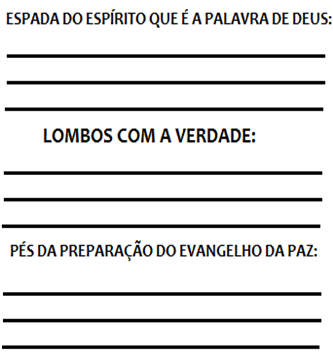 ESPADA DO ESPÍRITO QUE É A PALAVRA DE DEUS:
LOMBOS COM A VERDADE:
PÉS DA PREPARAÇÃO DO EVANGELHO DA PAZ: